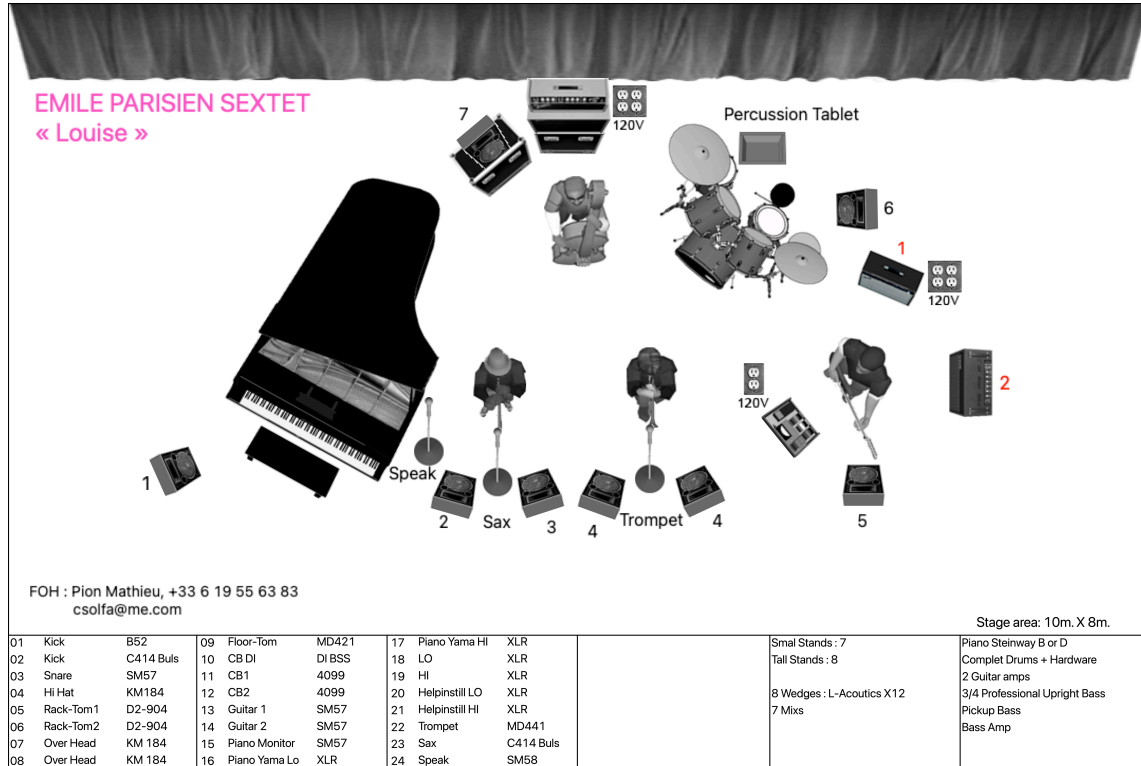 EMILE PARISIEN SEXTET
« Louise »
7
120V
Percussion Tablet
6
1
120V
120V
2
Speak
1
2
Sax
3
4
Trompet
4
5
FOH : Pion Mathieu, +33 6 19 55 63 83
csolfa@me.com
Stage area: 10m. X 8m.
01 Kick B52 09 Floor-Tom MD421 17 Piano Yama HI XLR Smal Stands : 7 Piano Steinway B or D
02 Kick C414 Buls 10 CB DI DI BSS 18 LO XLR Tall Stands : 8 Complet Drums + Hardware
03 Snare SM57 11 CB1 4099 19 HI XLR 2 Guitar amps
04 Hi Hat KM184 12 CB2 4099 20 Helpinstill LO XLR 8 Wedges : L-Acoutics X12 3/4 Professional Upright Bass
05 Rack-Tom1 D2-904 13 Guitar 1 SM57 21 Helpinstill HI XLR 7 Mixs Pickup Bass
06 Rack-Tom2 D2-904 14 Guitar 2 SM57 22 Trompet MD441 Bass Amp
07 Over Head KM 184 15 Piano Monitor SM57 23 Sax C414 Buls
08 Over Head KM 184 16 Piano Yama Lo XLR 24 Speak SM58